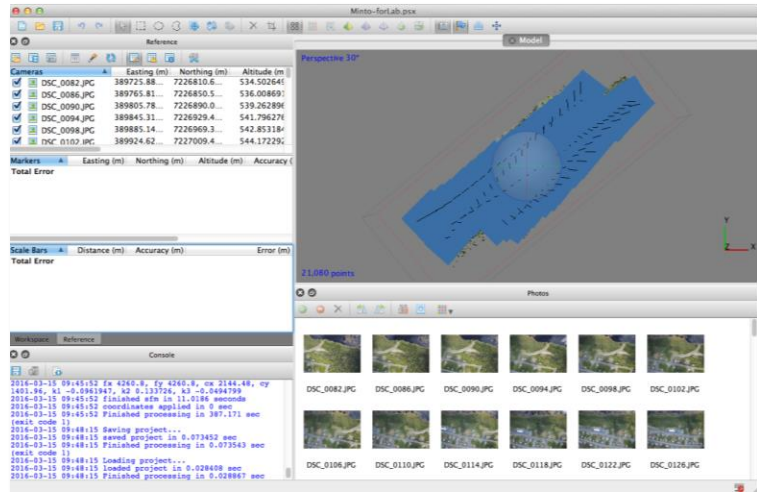 Minto-forLab.psx
Reference
Cameras Easting (m) Northing (m) Altitude (m
DSC_0082.JPG 389725.88... 7226810.6... 534.502649
DSC_0086.JPG 389765.81... 7226850.5... 536.008691
DSC_0090.JPG 389805.78... 7226890.0... 539.262896
DSC_0094.JPG 389845.31... 7226929.4... 541.796276
DSC_0098.JPG 389885.14... 7226969.3... 542.853184
DSC_0102.JPG 389924.62... 7227009.4... 544.172292
Markers Easting (m) Northing (m) Altitude (m) Accuracy (
Total Error
Scale Bars Distance (m) Accuracy (m) Error (m)
Total Error
Workspace Reference
Console
2016-03-15 09:45:52 fx 4260.8, fy 4260.8, cx 2144.48, cy
1401.96, k1 -0.0961947, k2 0.133726, k3 -0.0494799
2016-03-15 09:45:52 finished sfm in 11.0186 seconds
2016-03-15 09:45:52 coordinates applied in 0 sec
2016-03-15 09:45:52 Finished processing in 387.171 sec
(exit code 1)
2016-03-15 09:48:15 Saving project...
2016-03-15 09:48:15 saved project in 0.073452 sec
2016-03-15 09:48:15 Finished processing in 0.073543 sec
(exit code 1)
2016-03-15 09:48:15 Loading project...
2016-03-15 09:48:15 loaded project in 0.028408 sec
2016-03-15 09:48:15 Finished processing in 0.028867 sec
Model
Perspective 30°
Y
Z X
21,080 points
Photos
DSC_0082.JPG DSC_0086.JPG DSC_0090.JPG DSC_0094.JPG DSC_0098.JPG DSC_0102.JPG
DSC_0106.JPG DSC_0110.JPG DSC_0114.JPG DSC_0118.JPG DSC_0122.JPG DSC_0126.JPG